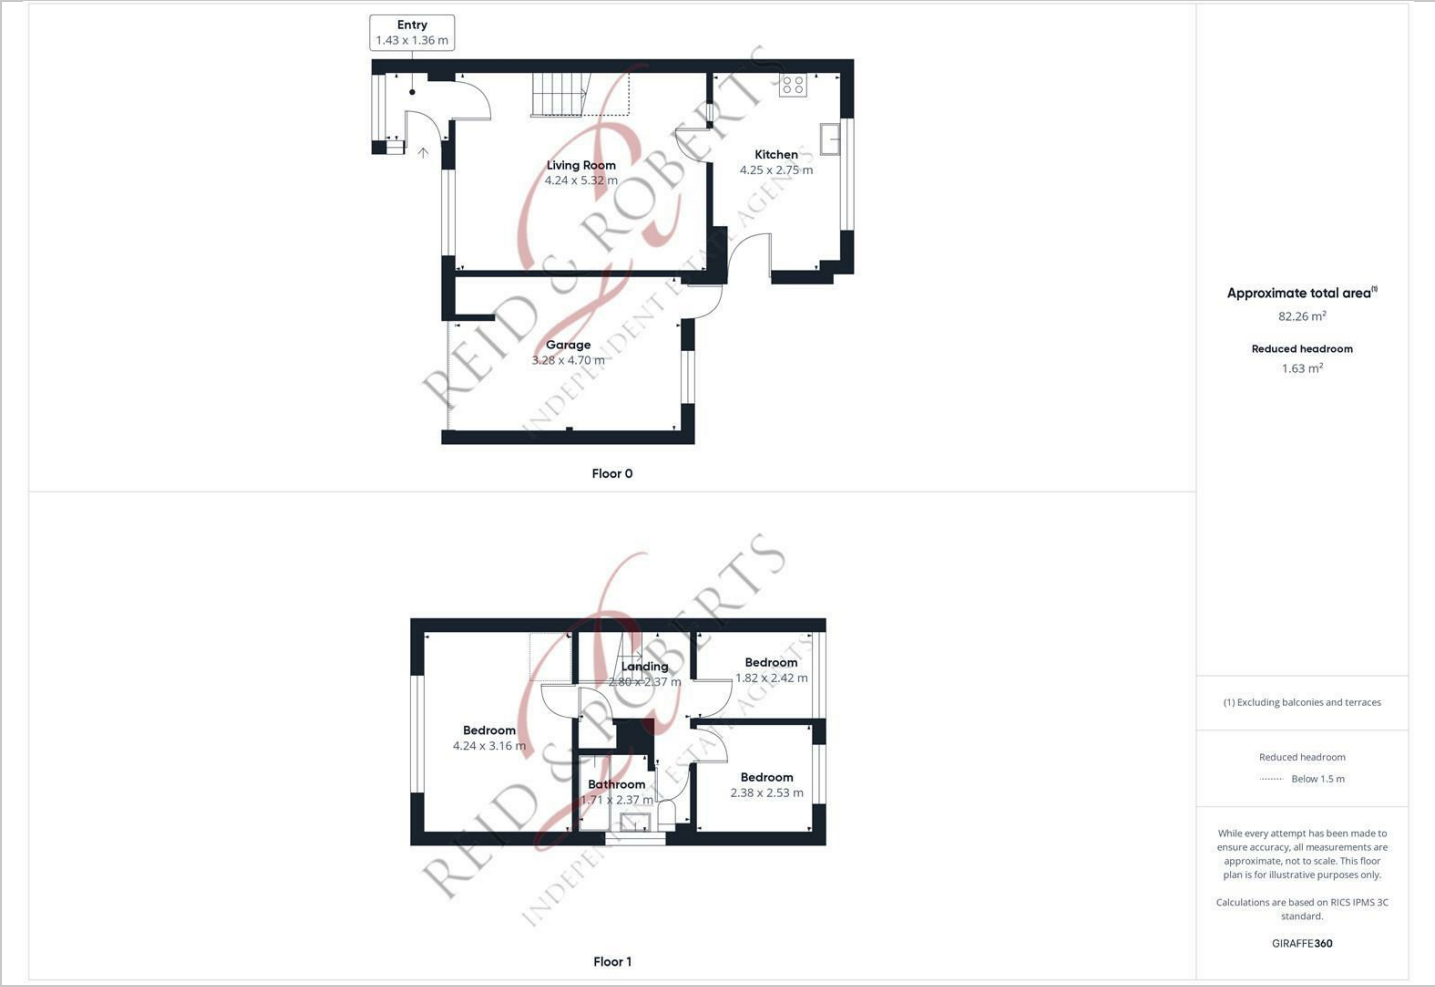 Entry
1.43 x 1.36 m
Living Room
4.24 x 5.32 m
Kitchen
4.25 x 2.75 m
Garage
3.28 x 4.70 m
REID & ROBERTS
INDEPENDENT ESTATE AGENTS
Floor 0
Landing
2.80 x 2.37 m
Bedroom
1.82 x 2.42 m
Bedroom
4.24 x 3.16 m
Bathroom
1.71 x 2.37 m
Bedroom
2.38 x 2.53 m
REID & ROBERTS
INDEPENDENT ESTATE AGENTS
Floor 1
Approximate total area⁽¹⁾
82.26 m²
Reduced headroom
1.63 m²
(1) Excluding balconies and terraces
Reduced headroom
Below 1.5 m
While every attempt has been made to
ensure accuracy, all measurements are
approximate, not to scale. This floor
plan is for illustrative purposes only.
Calculations are based on RICS IPMS 3C
standard.
GIRAFFE360